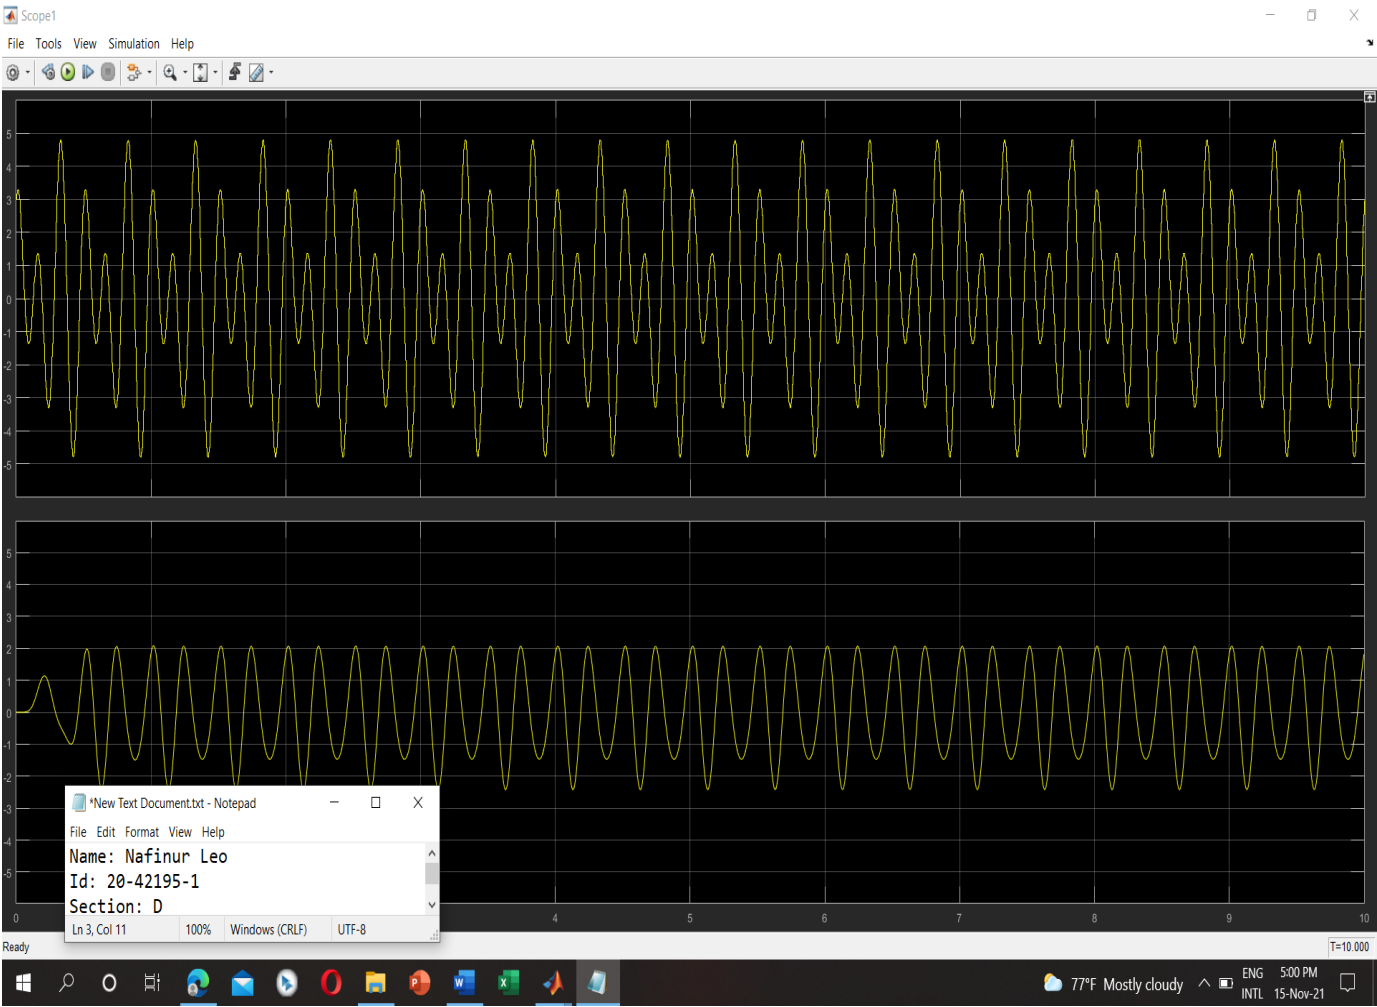 Scope1
File Tools View Simulation Help
5
4
3
2
1
0
-1
-2
-3
-4
-5
5
4
3
2
1
0
-1
-2
-3
-4
-5
0 4 5 6 7 8 9 10
*New Text Document.txt - Notepad
File Edit Format View Help
Name: Nafinur Leo
Id: 20-42195-1
Section: D
Ln 3, Col 11 100% Windows (CRLF) UTF-8
Ready T=10.000
77°F Mostly cloudy
ENG
INTL
5:00 PM
15-Nov-21